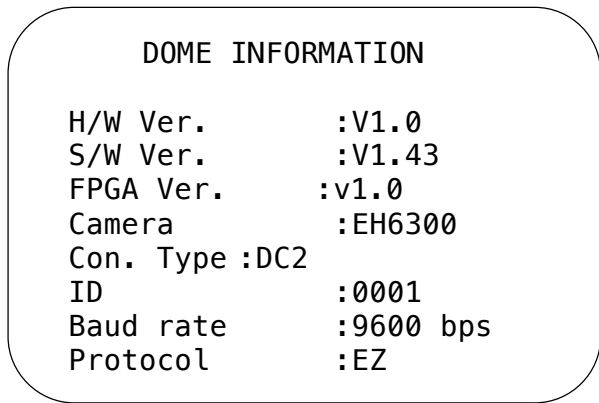 DOME INFORMATION
H/W Ver. :V1.0
S/W Ver. :V1.43
FPGA Ver. :v1.0
Camera :EH6300
Con. Type :DC2
ID :0001
Baud rate :9600 bps
Protocol :EZ